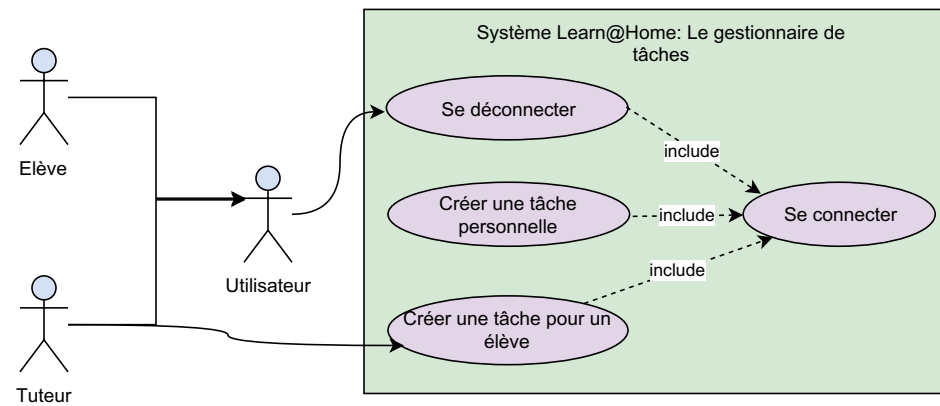 Système Learn@Home: Le gestionnaire de
tâches
Elève
Se déconnecter
include
Utilisateur
Créer une tâche
personnelle
include
Se connecter
include
Tuteur
Créer une tâche pour un
élève